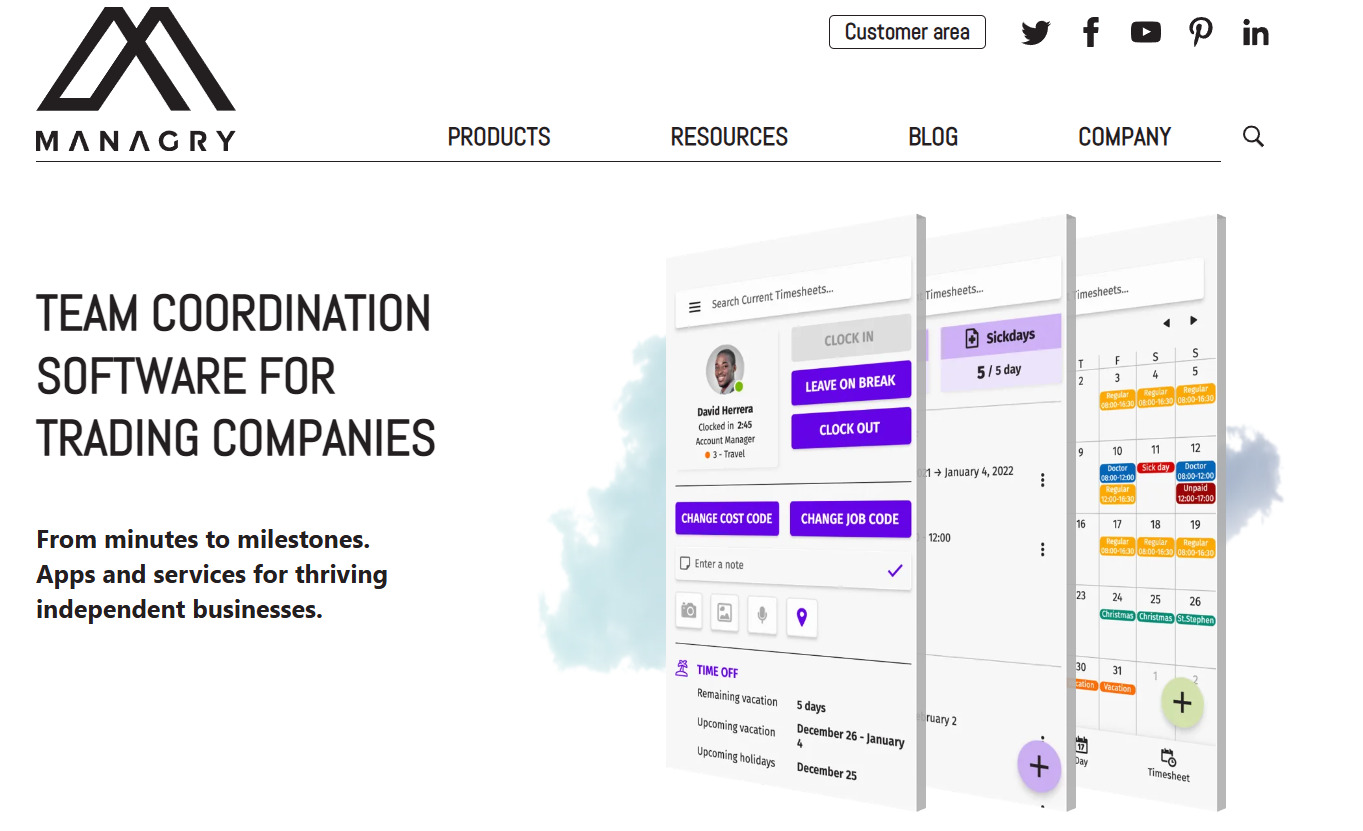 MANAGRY
Customer area
PRODUCTS RESOURCES BLOG COMPANY
TEAM COORDINATION
SOFTWARE FOR
TRADING COMPANIES
From minutes to milestones.
Apps and services for thriving
independent businesses.
Search Current Timesheets...
CLOCK IN
LEAVE ON BREAK
CLOCK OUT
David Herrera
Clocked in 2:45
Account Manager
3 - Travel
CHANGE COST CODE CHANGE JOB CODE
Enter a note
TIME OFF
Remaining vacation 5 days
Upcoming vacation December 26 - January
4
Upcoming holidays December 25
Timesheets...
Sickdays
5 / 5 day
21 → January 4, 2022
12:00
bruary 2
Timesheets...
T F S S
2 3 4 5
Regular Regular Regular
08:00-16:30 08:00-16:30 08:00-16:30
9 10 11 12
Doctor Sick day Doctor
08:00-12:00 08:00-12:00
Regular Unpaid
12:00-16:30 12:00-17:00
16 17 18 19
Regular Regular Regular
08:00-16:30 08:00-16:30 08:00-16:30
23 24 25 26
Christmas Christmas St.Stephen
30 31 1 2
cation Vacation
17
Day Timesheet